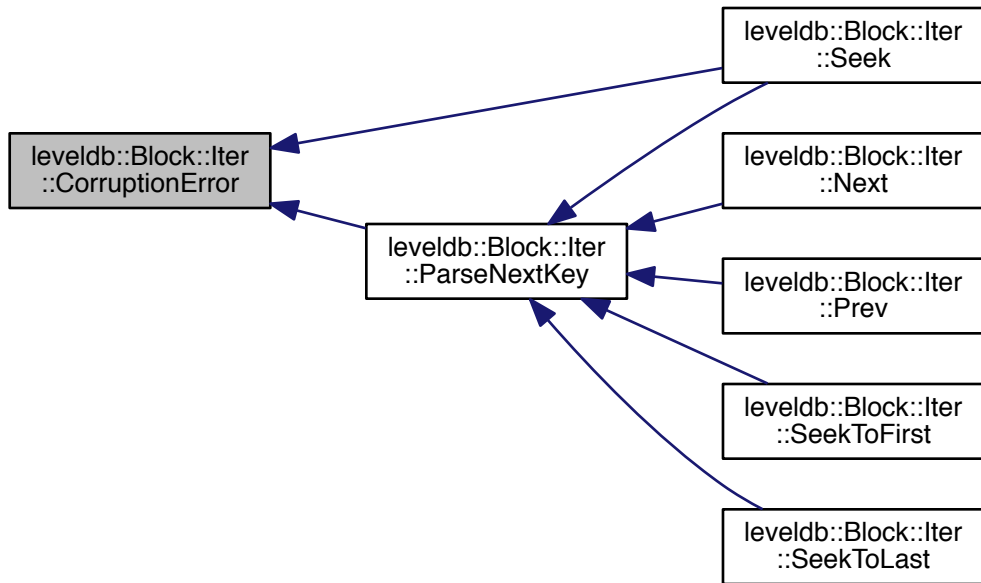 leveldb::Block::Iter
::CorruptionError
leveldb::Block::Iter
::ParseNextKey
leveldb::Block::Iter
::Seek
leveldb::Block::Iter
::Next
leveldb::Block::Iter
::Prev
leveldb::Block::Iter
::SeekToFirst
leveldb::Block::Iter
::SeekToLast